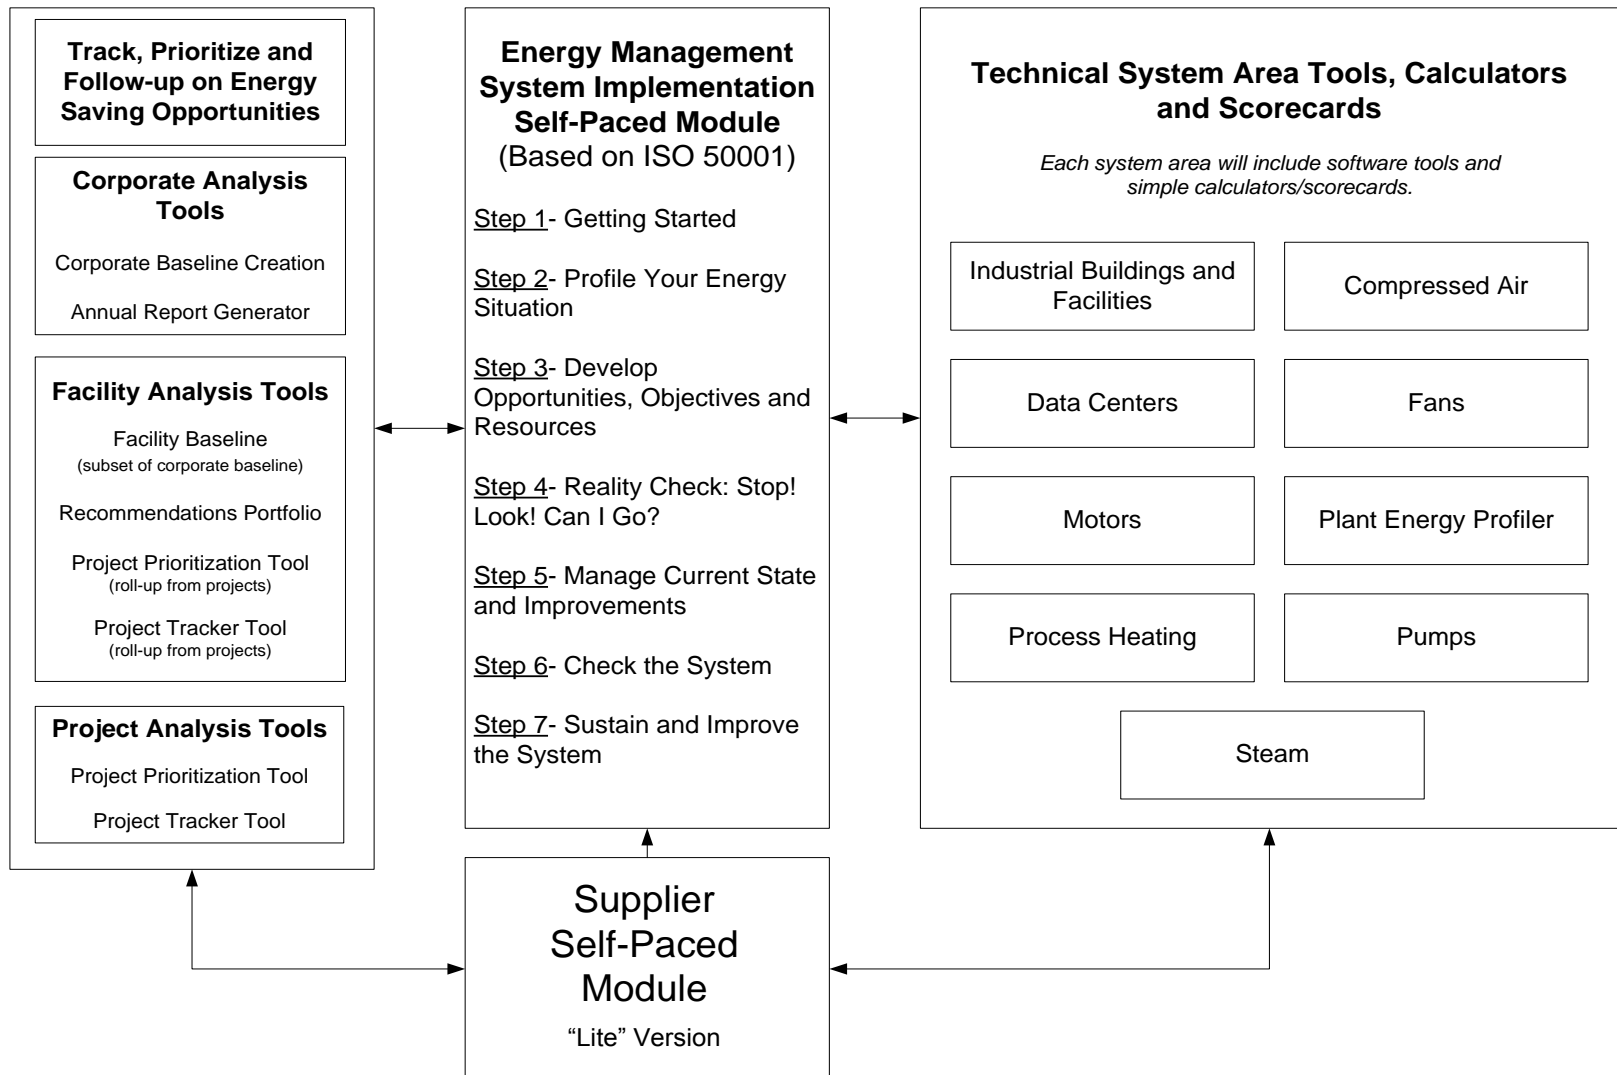 Track, Prioritize and
Follow-up on Energy
Saving Opportunities
Corporate Analysis
Tools
Corporate Baseline Creation
Annual Report Generator
Facility Analysis Tools
Facility Baseline
(subset of corporate baseline)
Recommendations Portfolio
Project Prioritization Tool
(roll-up from projects)
Project Tracker Tool
(roll-up from projects)
Project Analysis Tools
Project Prioritization Tool
Project Tracker Tool
Energy Management
System Implementation
Self-Paced Module
(Based on ISO 50001)
Step 1- Getting Started
Step 2- Profile Your Energy
Situation
Step 3- Develop
Opportunities, Objectives and
Resources
Step 4- Reality Check: Stop!
Look! Can I Go?
Step 5- Manage Current State
and Improvements
Step 6- Check the System
Step 7- Sustain and Improve
the System
Supplier
Self-Paced
Module
“Lite” Version
Technical System Area Tools, Calculators
and Scorecards
Each system area will include software tools and
simple calculators/scorecards.
Industrial Buildings and
Facilities
Compressed Air
Data Centers
Fans
Motors
Plant Energy Profiler
Process Heating
Pumps
Steam